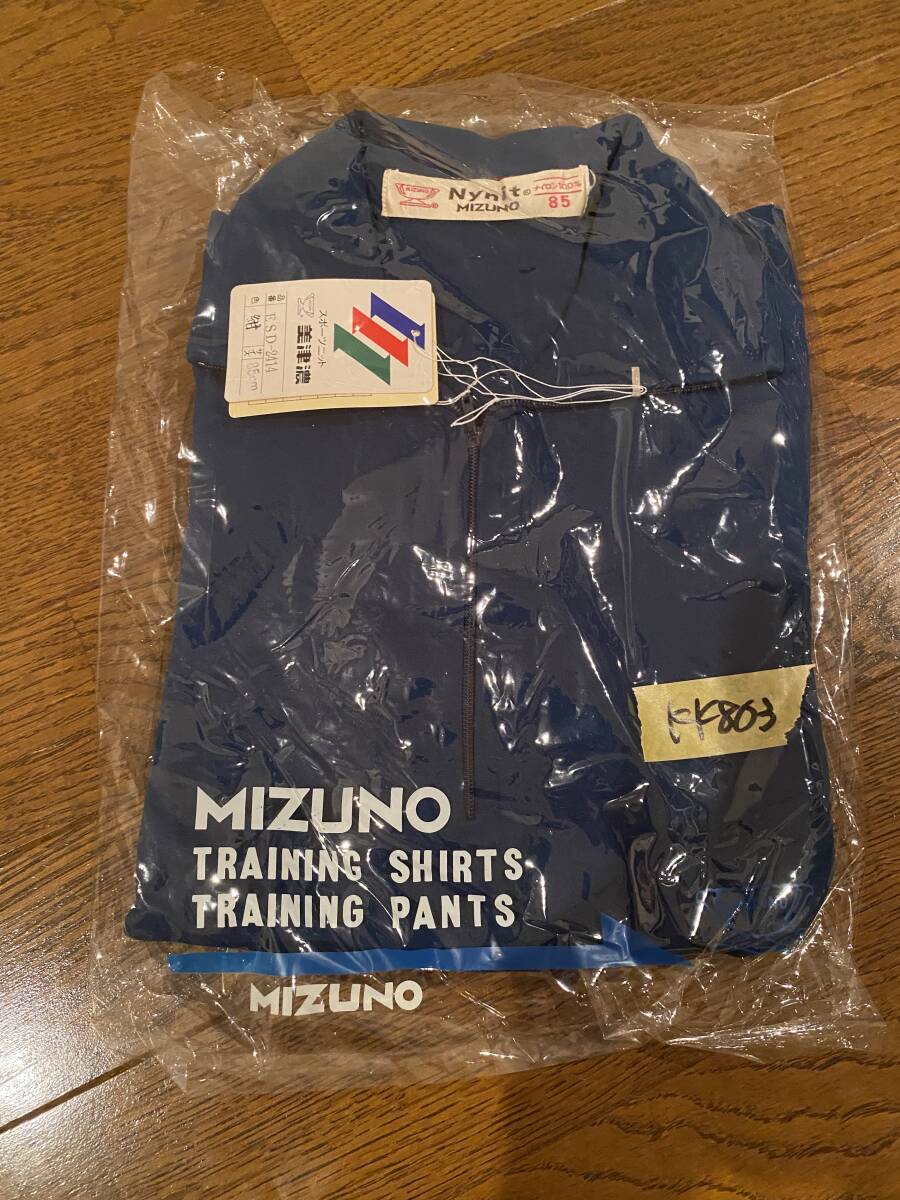 Nynit®
MIZUNO
ナイロン100%
85
スポーツニット
美津濃
品番 ESD-2414
色 紺 サイズ 85cm
KK803
MIZUNO
TRAINING SHIRTS
TRAINING PANTS
MIZUNO